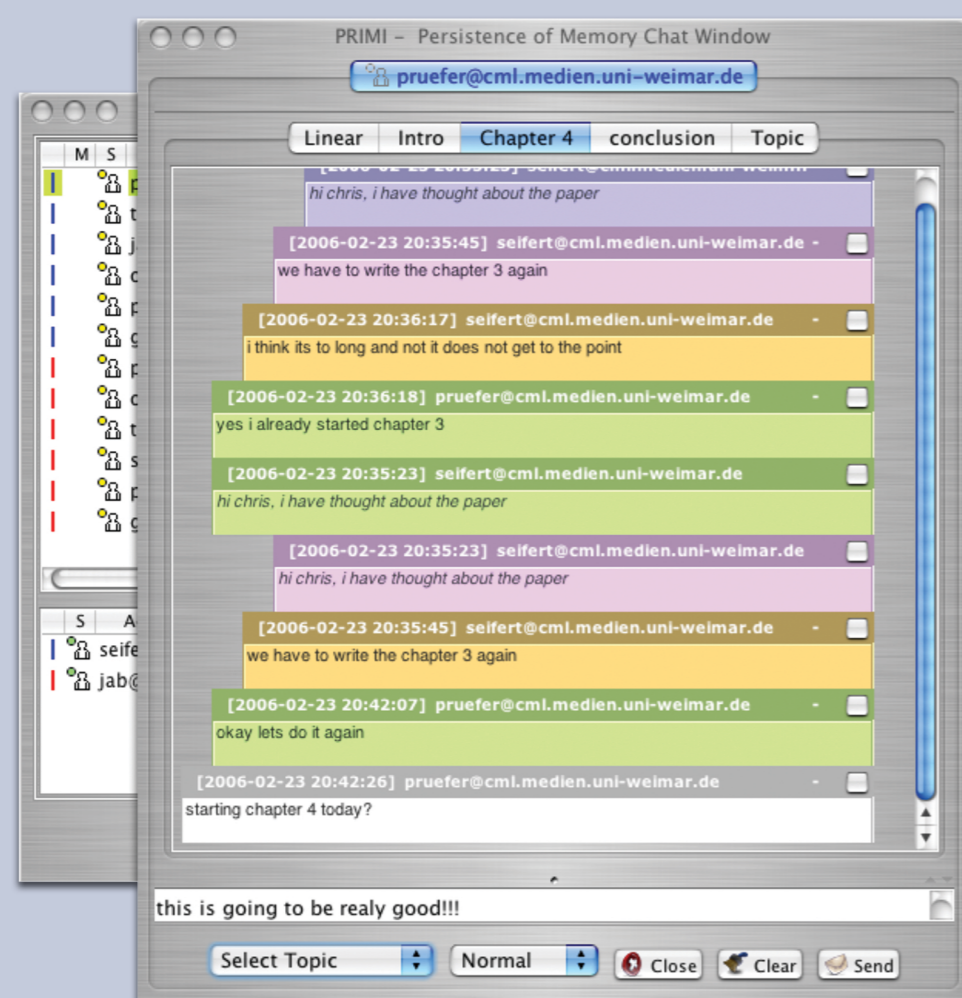 PRIMI – Persistence of Memory Chat Window
pruefer@cml.medien.uni-weimar.de
Linear Intro Chapter 4 conclusion Topic
M S
hi chris, i have thought about the paper
[2006-02-23 20:35:45] seifert@cml.medien.uni-weimar.de -
we have to write the chapter 3 again
[2006-02-23 20:36:17] seifert@cml.medien.uni-weimar.de -
i think its to long and not it does not get to the point
[2006-02-23 20:36:18] pruefer@cml.medien.uni-weimar.de -
yes i already started chapter 3
[2006-02-23 20:35:23] seifert@cml.medien.uni-weimar.de
hi chris, i have thought about the paper
[2006-02-23 20:35:23] seifert@cml.medien.uni-weimar.de
hi chris, i have thought about the paper
[2006-02-23 20:35:45] seifert@cml.medien.uni-weimar.de -
we have to write the chapter 3 again
[2006-02-23 20:42:07] pruefer@cml.medien.uni-weimar.de -
okay lets do it again
[2006-02-23 20:42:26] pruefer@cml.medien.uni-weimar.de -
starting chapter 4 today?
S A
seife
jab@
this is going to be realy good!!!
Select Topic Normal Close Clear Send